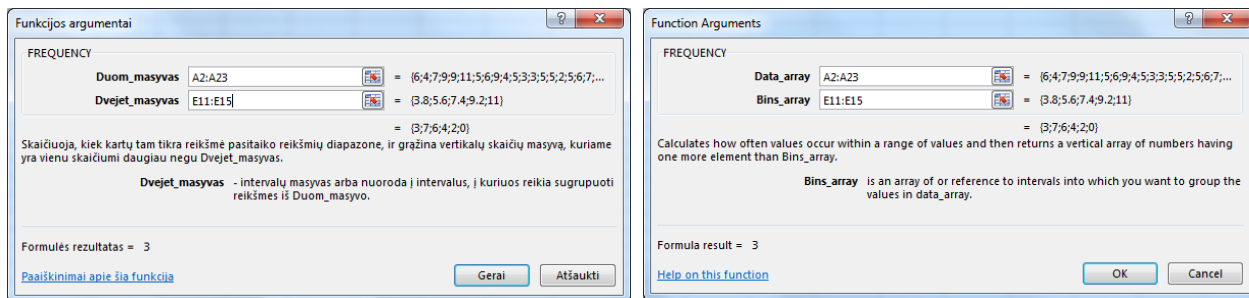 Funkcijos argumentai
FREQUENCY
Duom_masyvas A2:A23 = {6;4;7;9;9;11;5;6;9;4;5;3;3;5;5;2;5;6;7;...
Dvejet_masyvas E11:E15 = {3.8;5.6;7.4;9.2;11}
= {3;7;6;4;2;0}
Skaičiuoja, kiek kartų tam tikra reikšmė pasitaiko reikšmių diapazone, ir grąžina vertikalų skaičių masyvą, kuriame
yra vienu skaičiumi daugiau negu Dvejet_masyvas.
Dvejet_masyvas - intervalų masyvas arba nuoroda į intervalus, į kuriuos reikia sugrupuoti
reikšmes iš Duom_masyvo.
Formulės rezultatas = 3
Paaiškinimai apie šia funkcija
Gerai Atšaukti
Function Arguments
FREQUENCY
Data_array A2:A23 = {6;4;7;9;9;11;5;6;9;4;5;3;3;5;5;2;5;6;7;...
Bins_array E11:E15 = {3.8;5.6;7.4;9.2;11}
= {3;7;6;4;2;0}
Calculates how often values occur within a range of values and then returns a vertical array of numbers having
one more element than Bins_array.
Bins_array is an array of or reference to intervals into which you want to group the
values in data_array.
Formula result = 3
Help on this function
OK Cancel